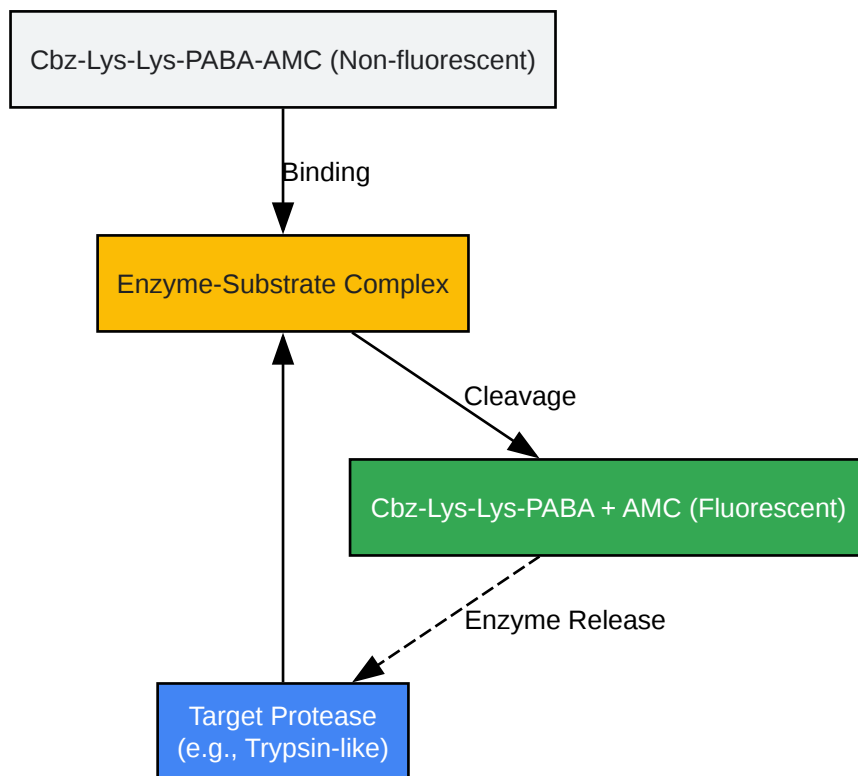 Cbz-Lys-Lys-PABA-AMC (Non-fluorescent)
Binding
Enzyme-Substrate Complex
Cleavage
Cbz-Lys-Lys-PABA + AMC (Fluorescent)
Enzyme Release
Target Protease
(e.g., Trypsin-like)